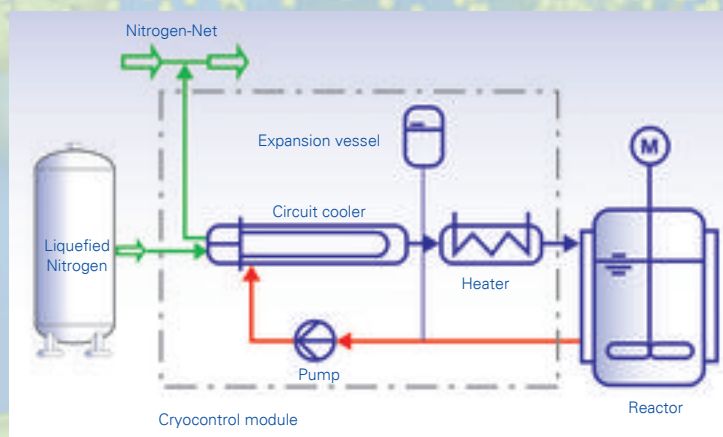 Nitrogen-Net
Expansion vessel
M
Circuit cooler
Liquefied
Nitrogen
Heater
Pump
Reactor
Cryocontrol module